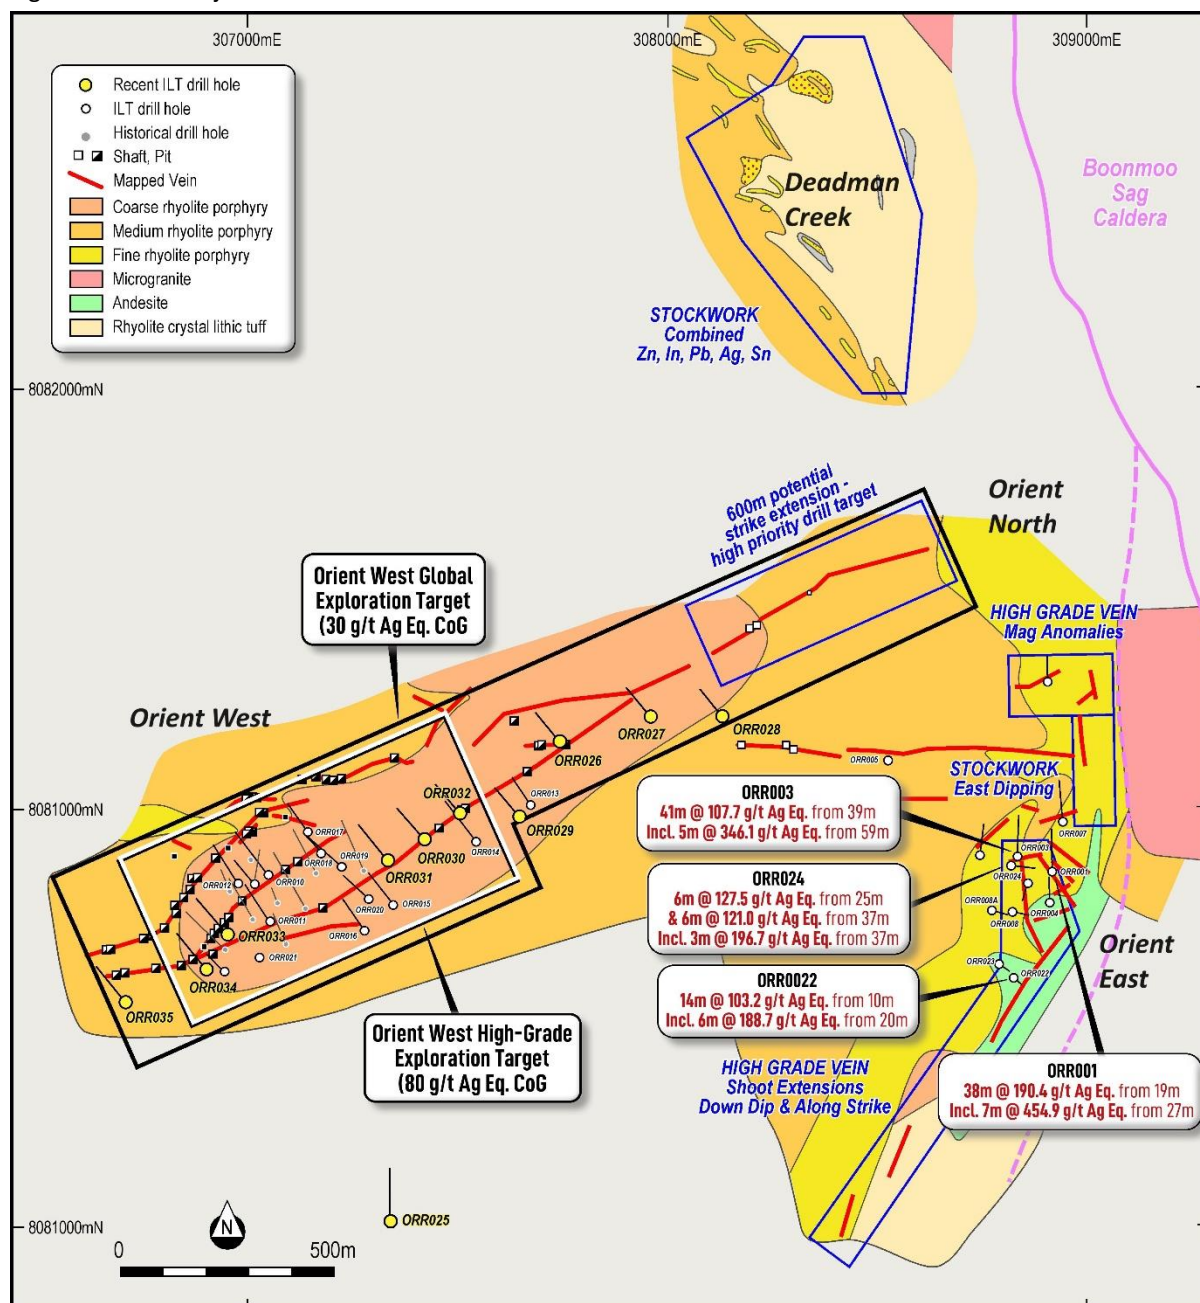 307000mE
308000mE
309000mE
Recent ILT drill hole
ILT drill hole
Historical drill hole
Shaft, Pit
Mapped Vein
Coarse rhyolite porphyry
Medium rhyolite porphyry
Fine rhyolite porphyry
Microgranite
Andesite
Rhyolite crystal lithic tuff
Deadman
Creek
Boonmoo
Sag
Caldera
STOCKWORK
Combined
Zn, In, Pb, Ag, Sn
8082000mN
600m potential
strike extension -
high priority drill target
Orient
North
Orient West Global
Exploration Target
(30 g/t Ag Eq. CoG
HIGH GRADE VEIN
Mag Anomalies
Orient West
ORR027
ORR028
ORR026
ORR005
STOCKWORK
East Dipping
8081000mN
ORR032
ORR013
ORR029
ORR003
41m @ 107.7 g/t Ag Eq. from 39m
Incl. 5m @ 346.1 g/t Ag Eq. from 59m
ORR007
ORR017
ORR014
ORR030
ORR003
ORR019
ORR018
ORR031
ORR024
ORR001
ORR012
ORR010
ORR024
6m @ 127.5 g/t Ag Eq. from 25m
& 6m @ 121.0 g/t Ag Eq. from 37m
Incl. 3m @ 196.7 g/t Ag Eq. from 37m
ORR020
ORR015
ORR008A
ORR004
ORR011
ORR008
ORR033
ORR016
Orient
East
ORR021
ORR034
ORR023
ORR022
ORR0022
14m @ 103.2 g/t Ag Eq. from 10m
Incl. 6m @ 188.7 g/t Ag Eq. from 20m
ORR035
Orient West High-Grade
Exploration Target
(80 g/t Ag Eq. CoG
HIGH GRADE VEIN
Shoot Extensions
Down Dip & Along Strike
ORR001
38m @ 190.4 g/t Ag Eq. from 19m
Incl. 7m @ 454.9 g/t Ag Eq. from 27m
8081000mN
ORR025
N
0
500m